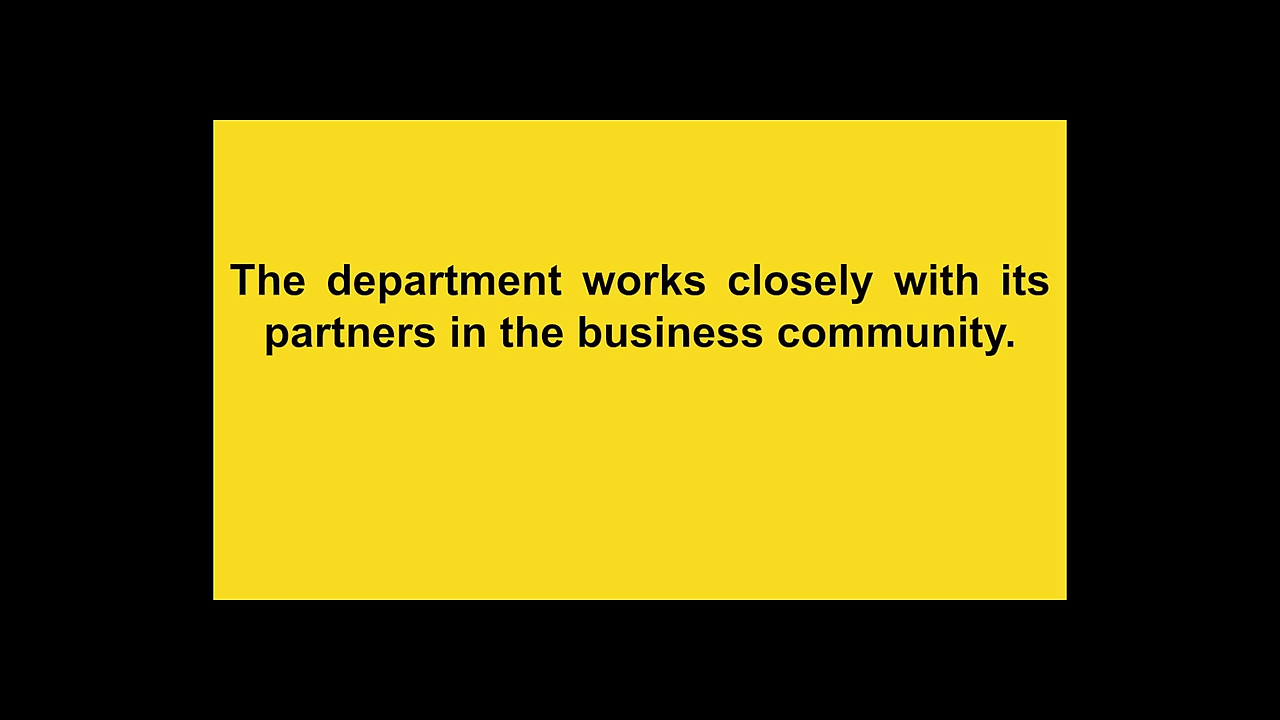 The department works closely with its
partners in the business community.